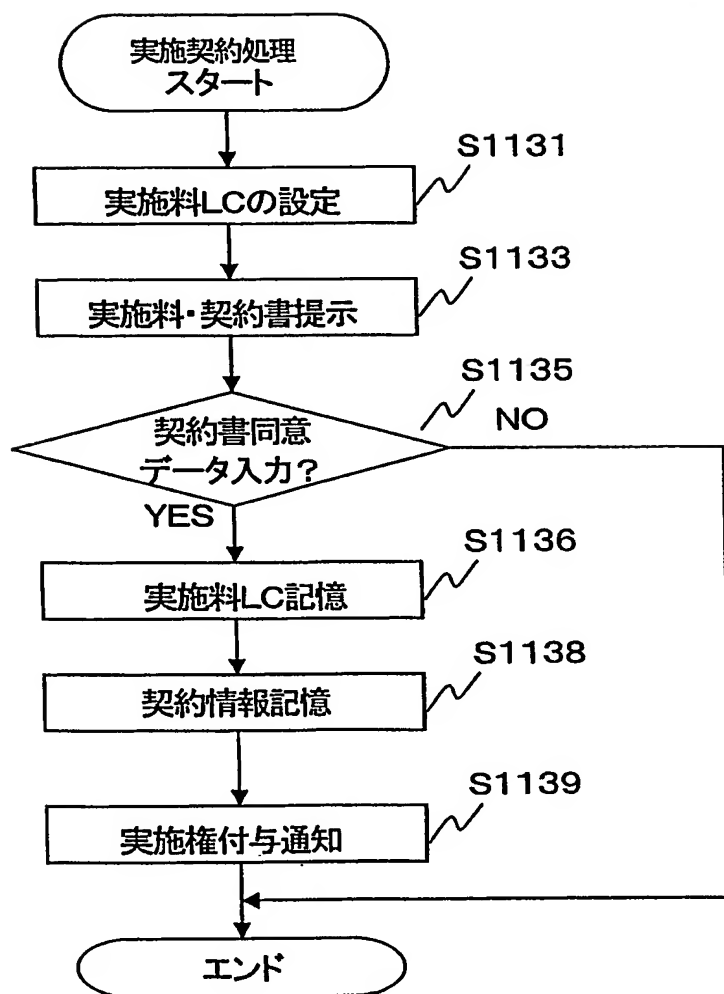 実施契約処理
スタート
S1131
実施料LCの設定
S1133
実施料・契約書提示
S1135
契約書同意
データ入力？
NO
YES
S1136
実施料LC記憶
S1138
契約情報記憶
S1139
実施権付与通知
エンド